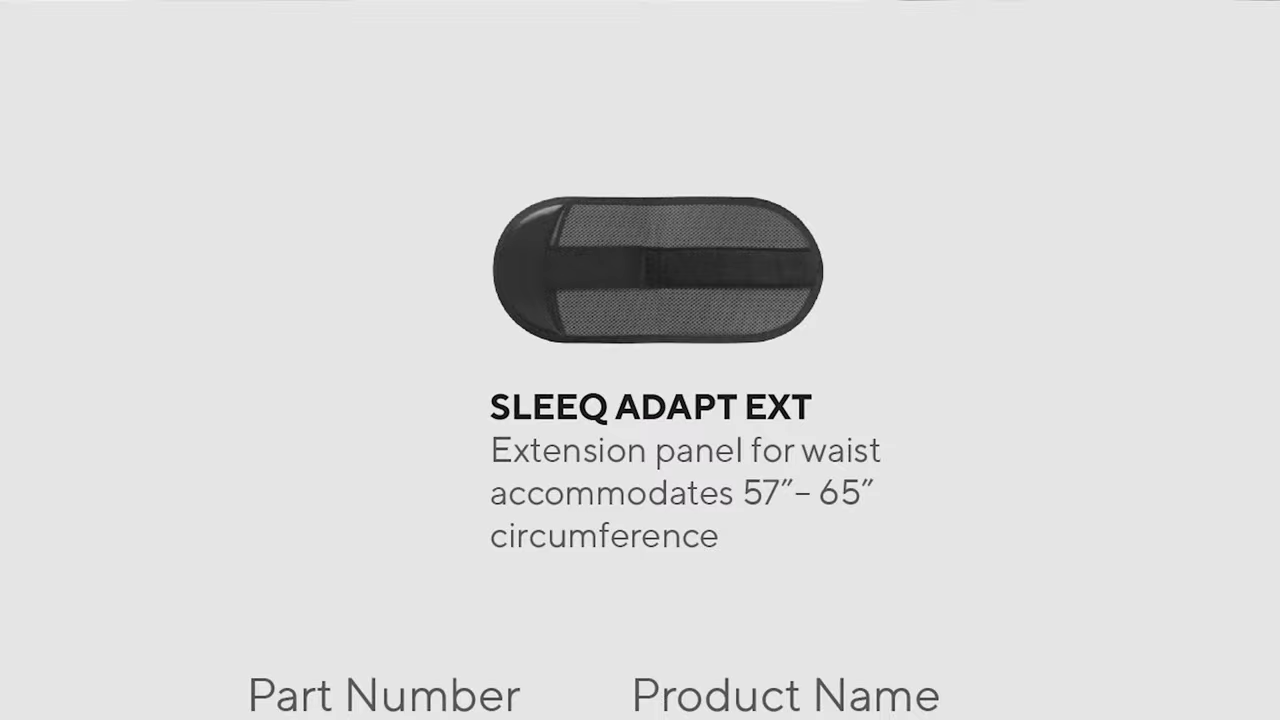 SLEEQ ADAPT EXT
Extension panel for waist
accommodates 57”– 65”
circumference
Part Number Product Name